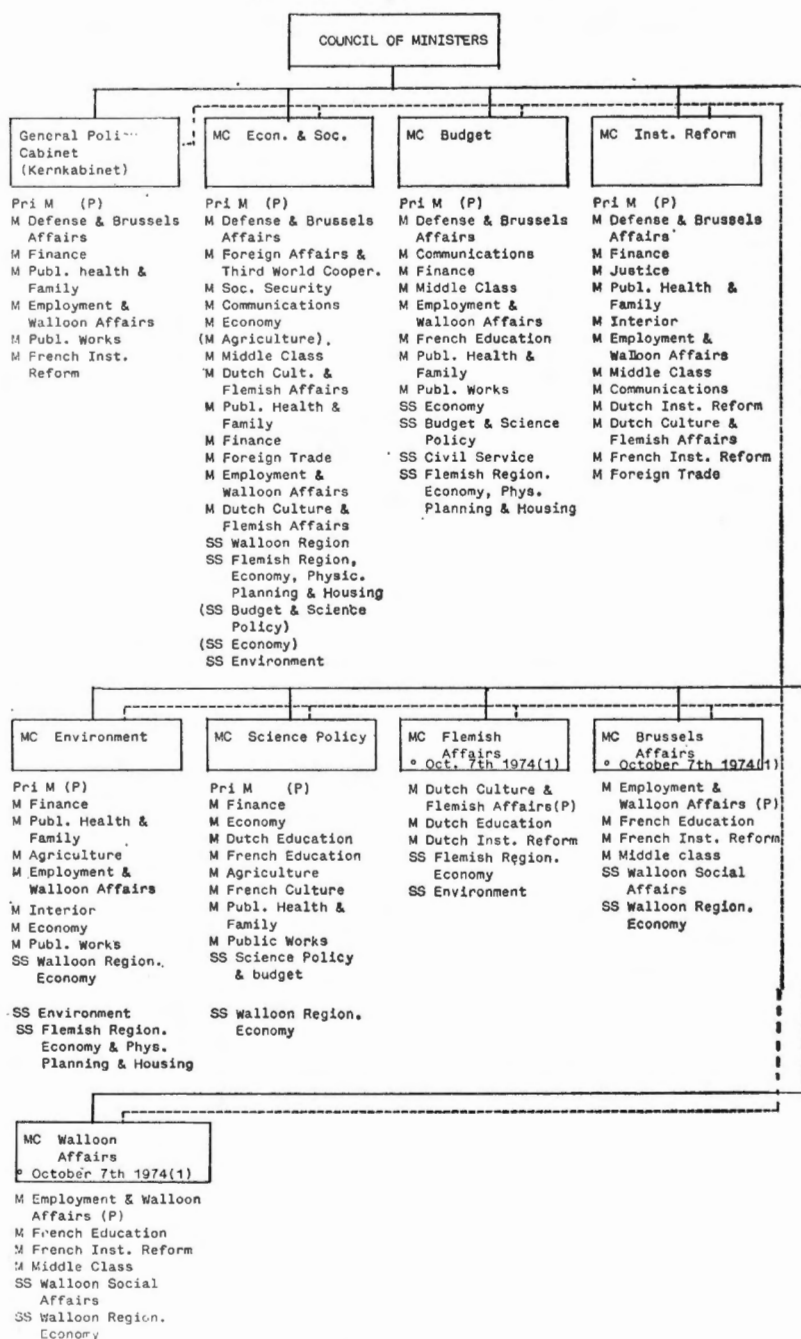 COUNCIL OF MINISTERS
General Poli
Cabinet
(Kernkabinet)
Pri M (P)
M Defense & Brussels
Affairs
M Finance
M Publ. health &
Family
M Employment &
Walloon Affairs
M Publ. Works
M French Inst.
Reform
MC Econ. & Soc.
Pri M (P)
M Defense & Brussels
Affairs
M Foreign Affairs &
Third World Cooper.
M Soc. Security
M Communications
M Economy
(M Agriculture).
M Middle Class
M Dutch Cult. &
Flemish Affairs
M Publ. Health &
Family
M Finance
M Foreign Trade
M Employment &
Walloon Affairs
M Dutch Culture &
Flemish Affairs
SS Walloon Region
SS Flemish Region,
Economy, Physic.
Planning & Housing
(SS Budget & Science
Policy)
(SS Economy)
SS Environment
MC Budget
Pri M (P)
M Defense & Brussels
Affairs
M Communications
M Finance
M Middle Class
M Employment &
Walloon Affairs
M French Education
M Publ. Health &
Family
M Publ. Works
SS Economy
SS Budget & Science
Policy
SS Civil Service
SS Flemish Region.
Economy, Phys.
Planning & Housing
MC Inst. Reform
Pri M (P)
M Defense & Brussels
Affairs
M Finance
M Justice
M Publ. Health &
Family
M Interior
M Employment &
Walloon Affairs
M Middle Class
M Communications
M Dutch Inst. Reform
M Dutch Culture &
Flemish Affairs
M French Inst. Reform
M Foreign Trade
MC Environment
Pri M (P)
M Finance
M Publ. Health &
Family
M Agriculture
M Employment &
Walloon Affairs
M Interior
M Economy
M Publ. Works
SS Walloon Region.
Economy
SS Environment
SS Flemish Region.
Economy & Phys.
Planning & Housing
MC Science Policy
Pri M (P)
M Finance
M Economy
M Dutch Education
M French Education
M Agriculture
M French Culture
M Publ. Health &
Family
M Public Works
SS Science Policy
& budget
SS Walloon Region.
Economy
MC Flemish
Affairs
° Oct. 7th 1974(1)
M Dutch Culture &
Flemish Affairs(P)
M Dutch Education
M Dutch Inst. Reform
SS Flemish Region.
Economy
SS Environment
MC Brussels
Affairs
° October 7th 1974(1)
M Employment &
Walloon Affairs (P)
M French Education
M French Inst. Reform
M Middle class
SS Walloon Social
Affairs
SS Walloon Region.
Economy
MC Walloon
Affairs
° October 7th 1974(1)
M Employment & Walloon
Affairs (P)
M French Education
M French Inst. Reform
M Middle Class
SS Walloon Social
Affairs
SS Walloon Region.
Economy